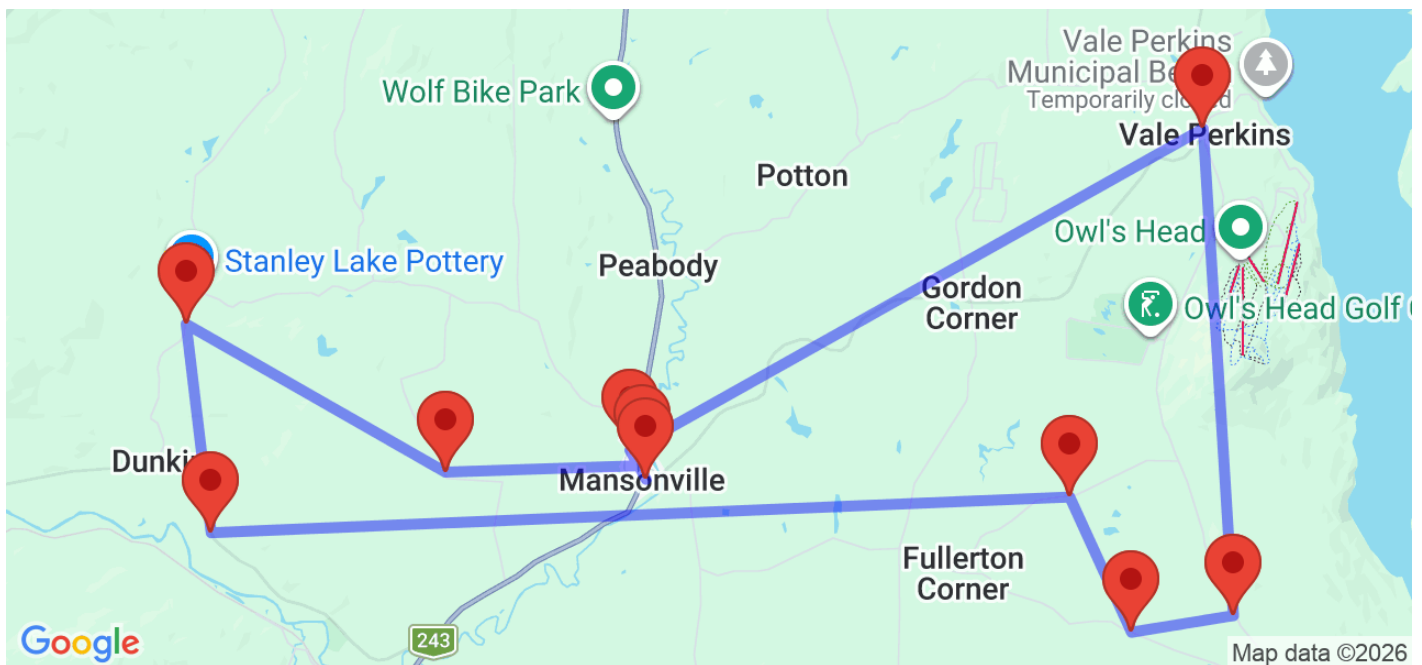 Vale Perkins
Municipal Be
Temporarily clo
Wolf Bike Park
Vale Perkins
Potton
Owl's Head
Stanley Lake Pottery
Peabody
Gordon
Corner
Owl's Head Golf
Dunki
Mansonville
Fullerton
Corner
243
Google
Map data ©2026